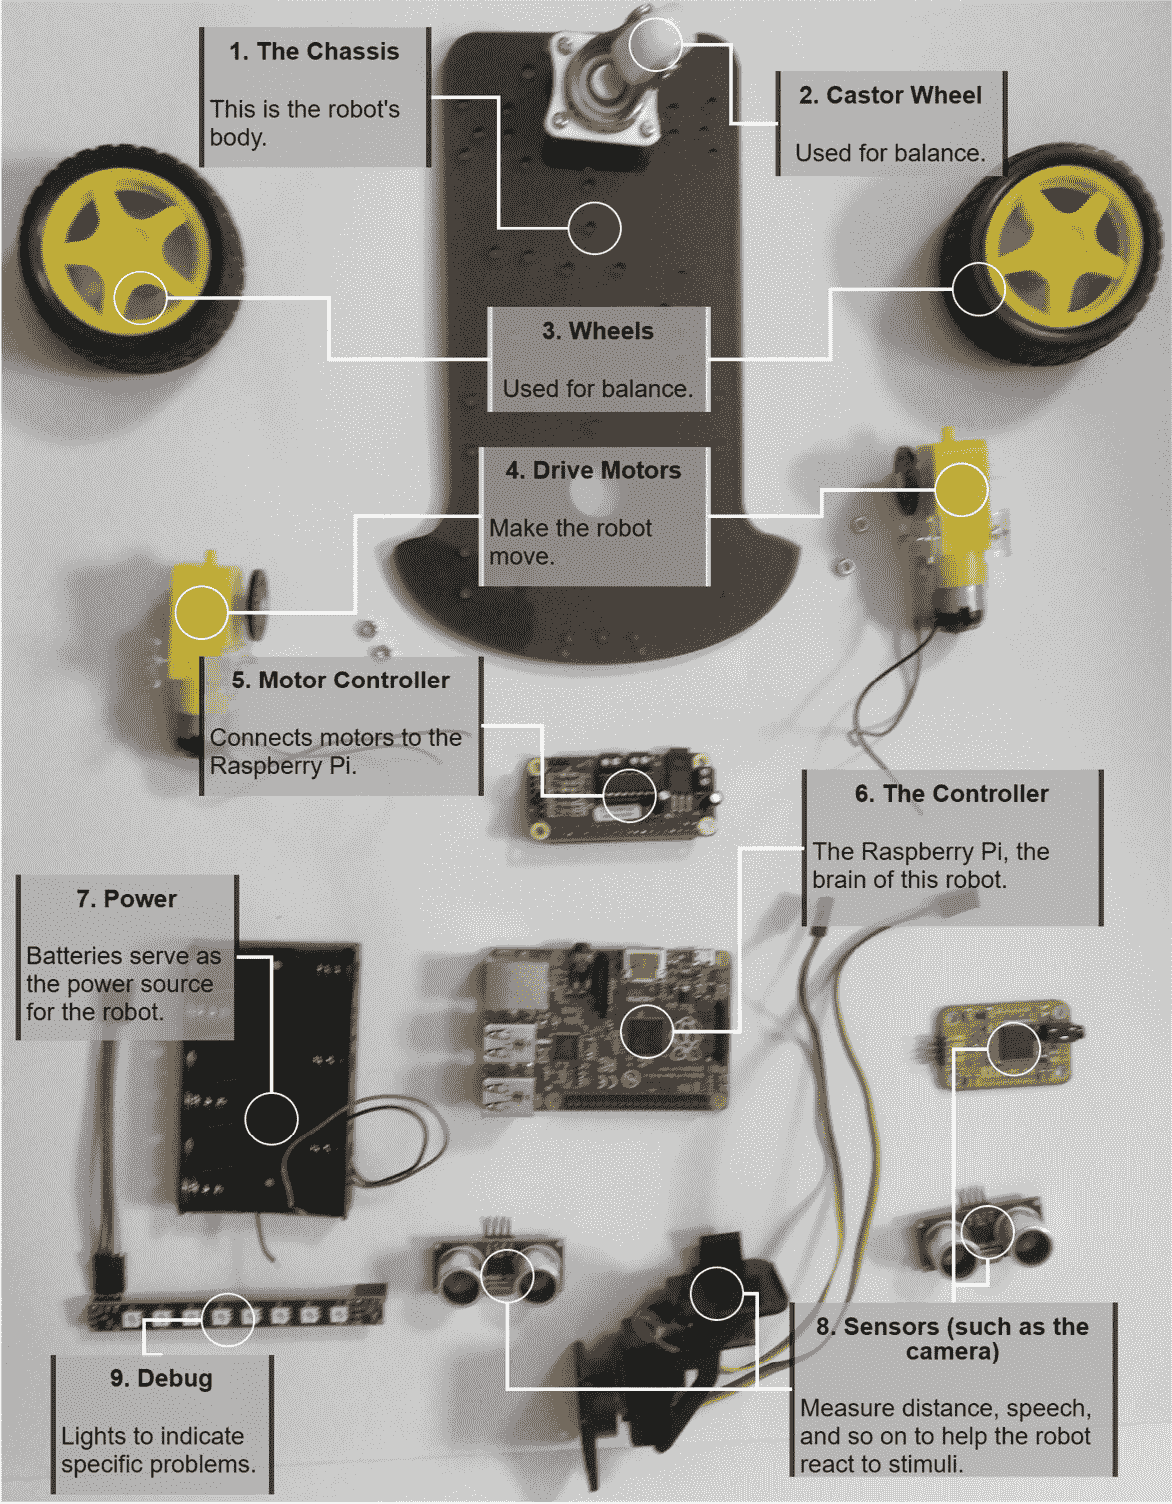 1. The Chassis
This is the robot's
body.
2. Castor Wheel
Used for balance.
3. Wheels
Used for balance.
4. Drive Motors
Make the robot
move.
5. Motor Controller
Connects motors to the
Raspberry Pi.
6. The Controller
The Raspberry Pi, the
brain of this robot.
7. Power
Batteries serve as
the power source
for the robot.
8. Sensors (such as the
camera)
Measure distance, speech,
and so on to help the robot
react to stimuli.
9. Debug
Lights to indicate
specific problems.